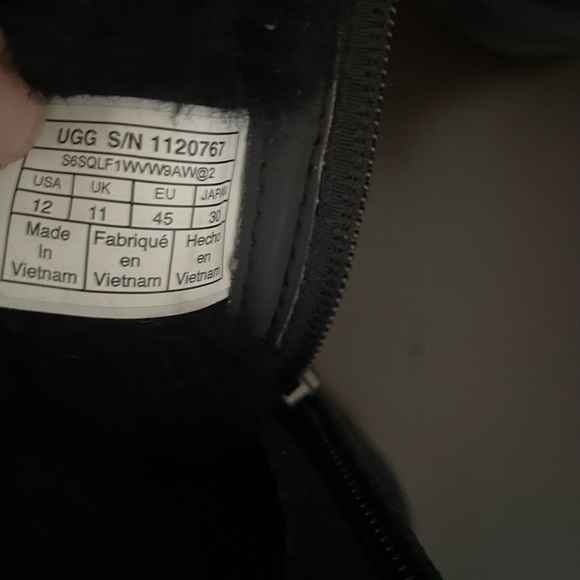 UGG S/N 1120767
S6SQLF1WVW9AW@2
USA UK EU JAPAN
12 11 45 30
Made Fabriqué Hecho
In en en
Vietnam Vietnam Vietnam